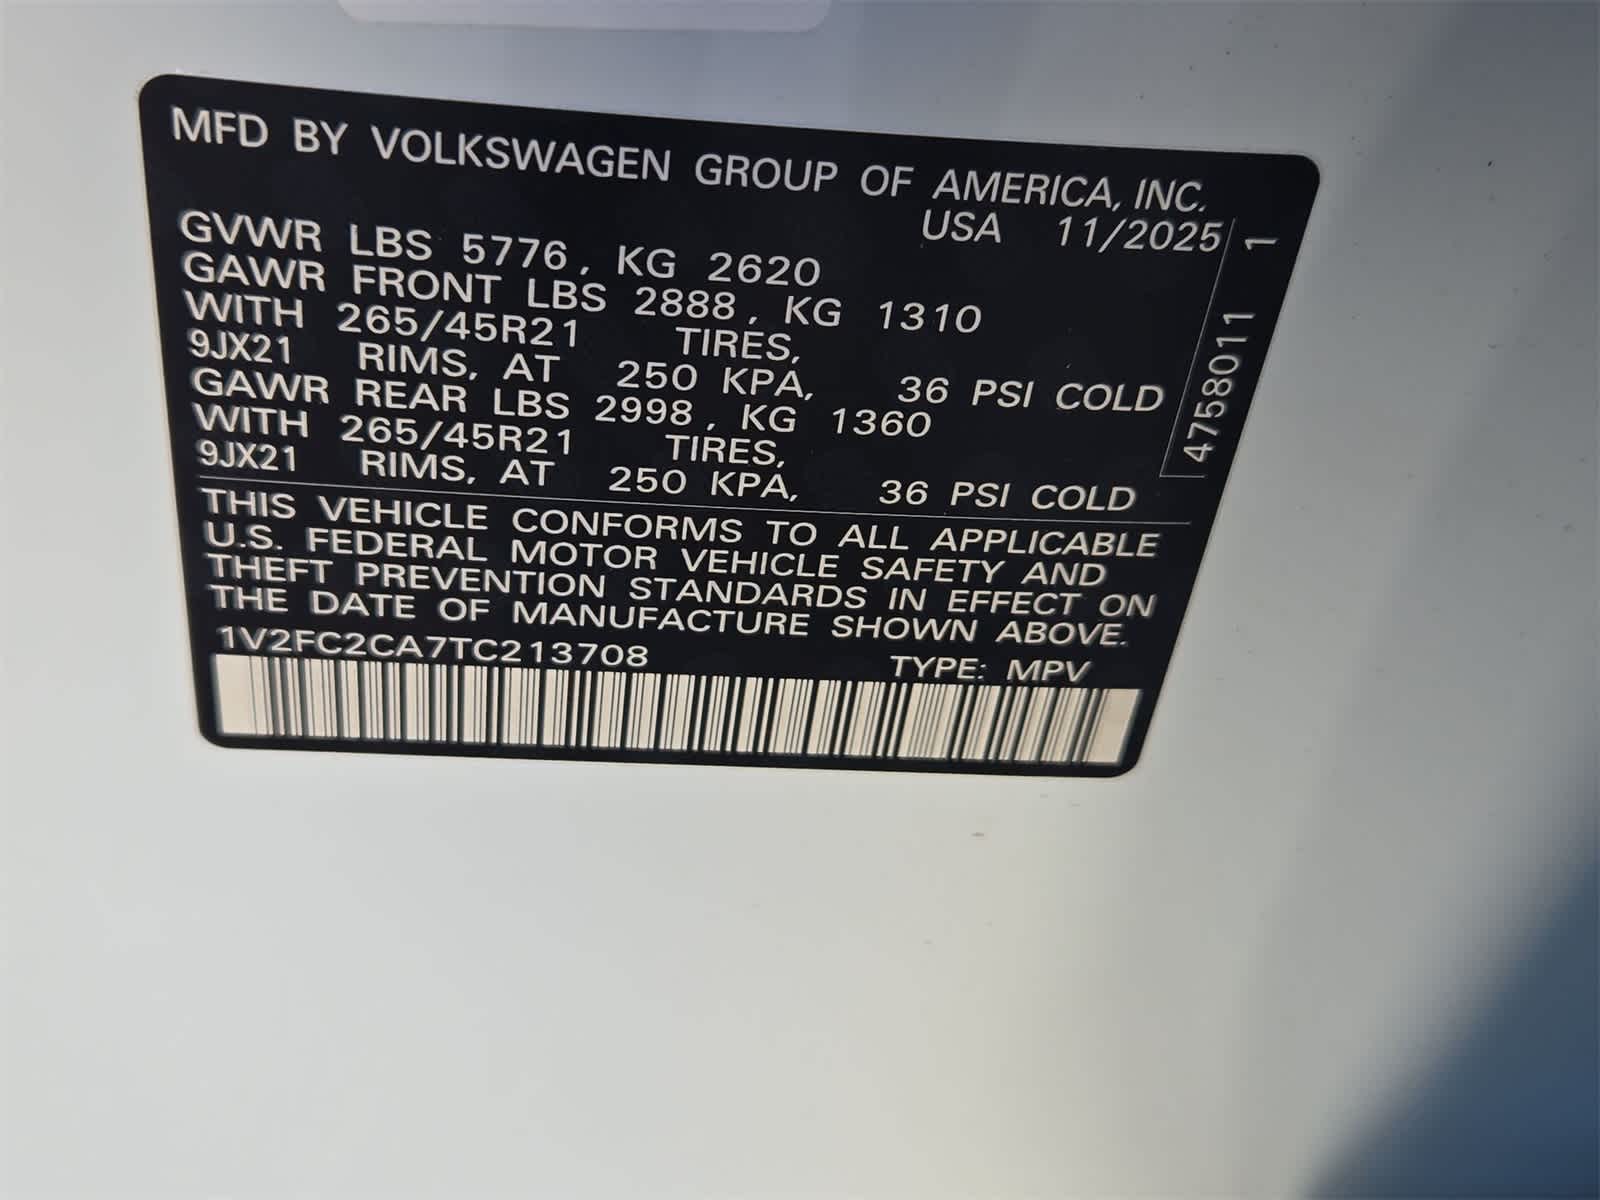 MFD BY VOLKSWAGEN GROUP OF AMERICA, INC.
USA 11/2025
GVWR LBS 5776, KG 2620
GAWR FRONT LBS 2888, KG 1310
WITH 265/45R21 TIRES,
9JX21 RIMS, AT 250 KPA, 36 PSI COLD
GAWR REAR LBS 2998, KG 1360
WITH 265/45R21 TIRES,
9JX21 RIMS, AT 250 KPA, 36 PSI COLD
4758011 1
THIS VEHICLE CONFORMS TO ALL APPLICABLE
U.S. FEDERAL MOTOR VEHICLE SAFETY AND
THEFT PREVENTION STANDARDS IN EFFECT ON
THE DATE OF MANUFACTURE SHOWN ABOVE.
1V2FC2CA7TC213708 TYPE: MPV